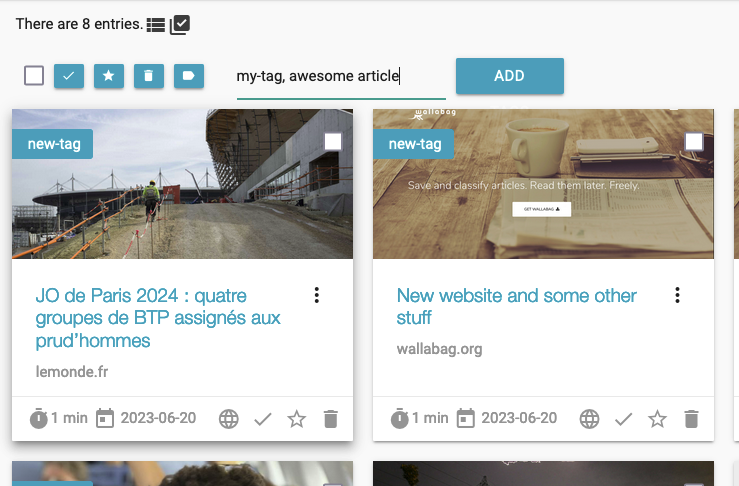 There are 8 entries.
my-tag, awesome article
ADD
new-tag
JO de Paris 2024 : quatre
groupes de BTP assignés aux
prud’hommes
lemonde.fr
1 min 2023-06-20
wallabag
new-tag
Save and classify articles. Read them later. Freely.
GET WALLABAG
New website and some other
stuff
wallabag.org
1 min 2023-06-20